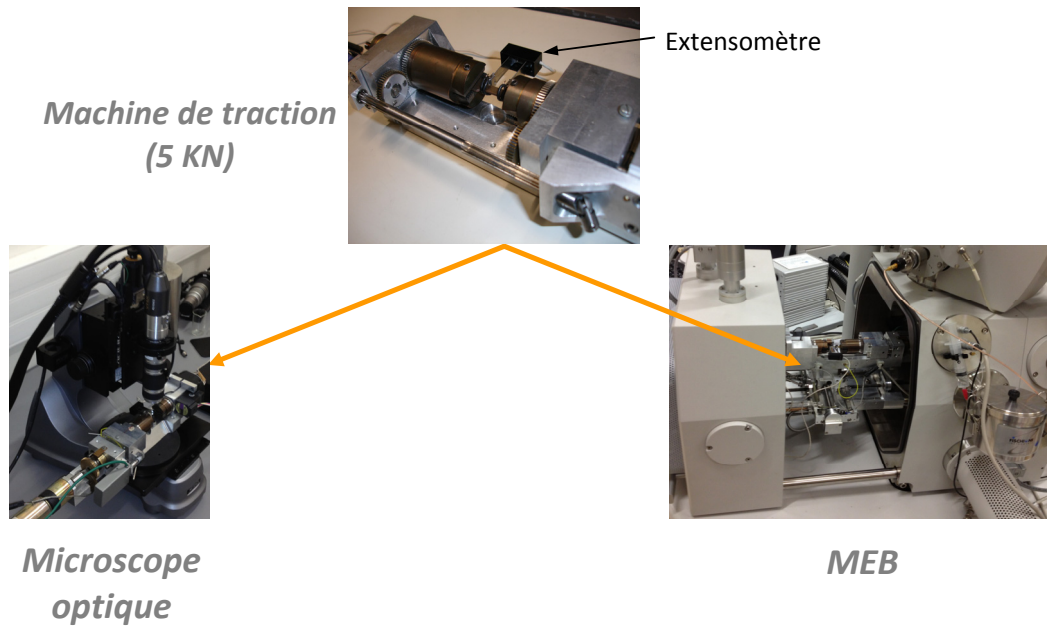 Extensomètre
Machine de traction
(5 KN)
Microscope
optique
MEB